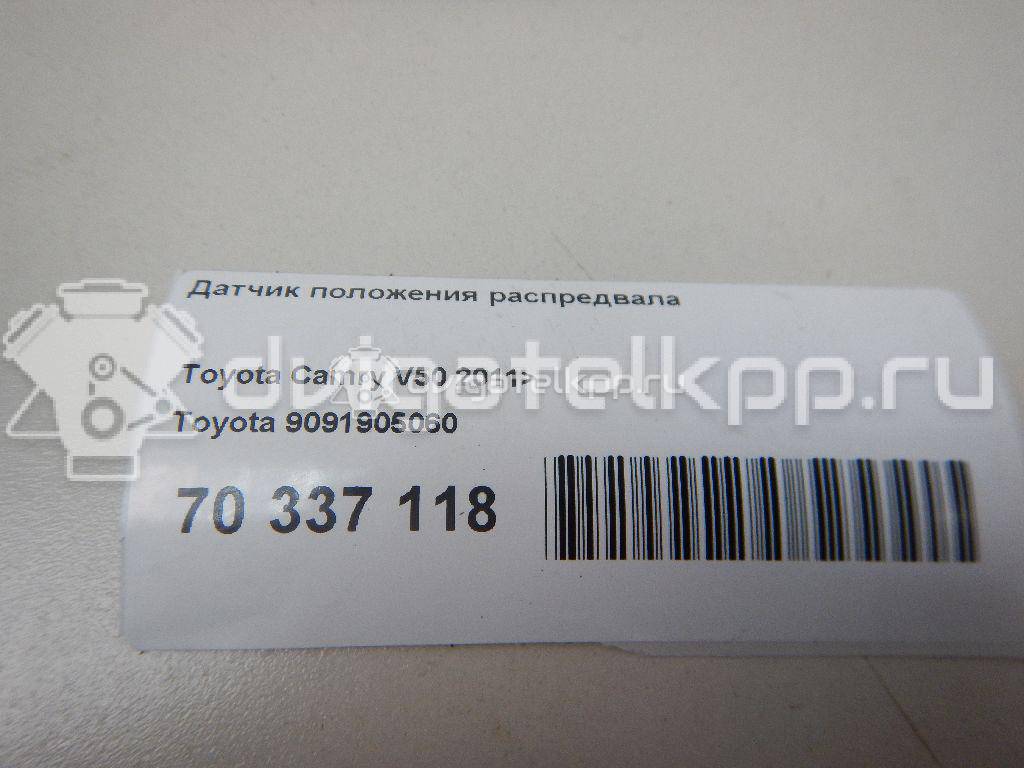 Датчик положения распредвала
Toyota Camry V50 2011>
Toyota 9091905060
70 337 118
dvigatelkpp.ru